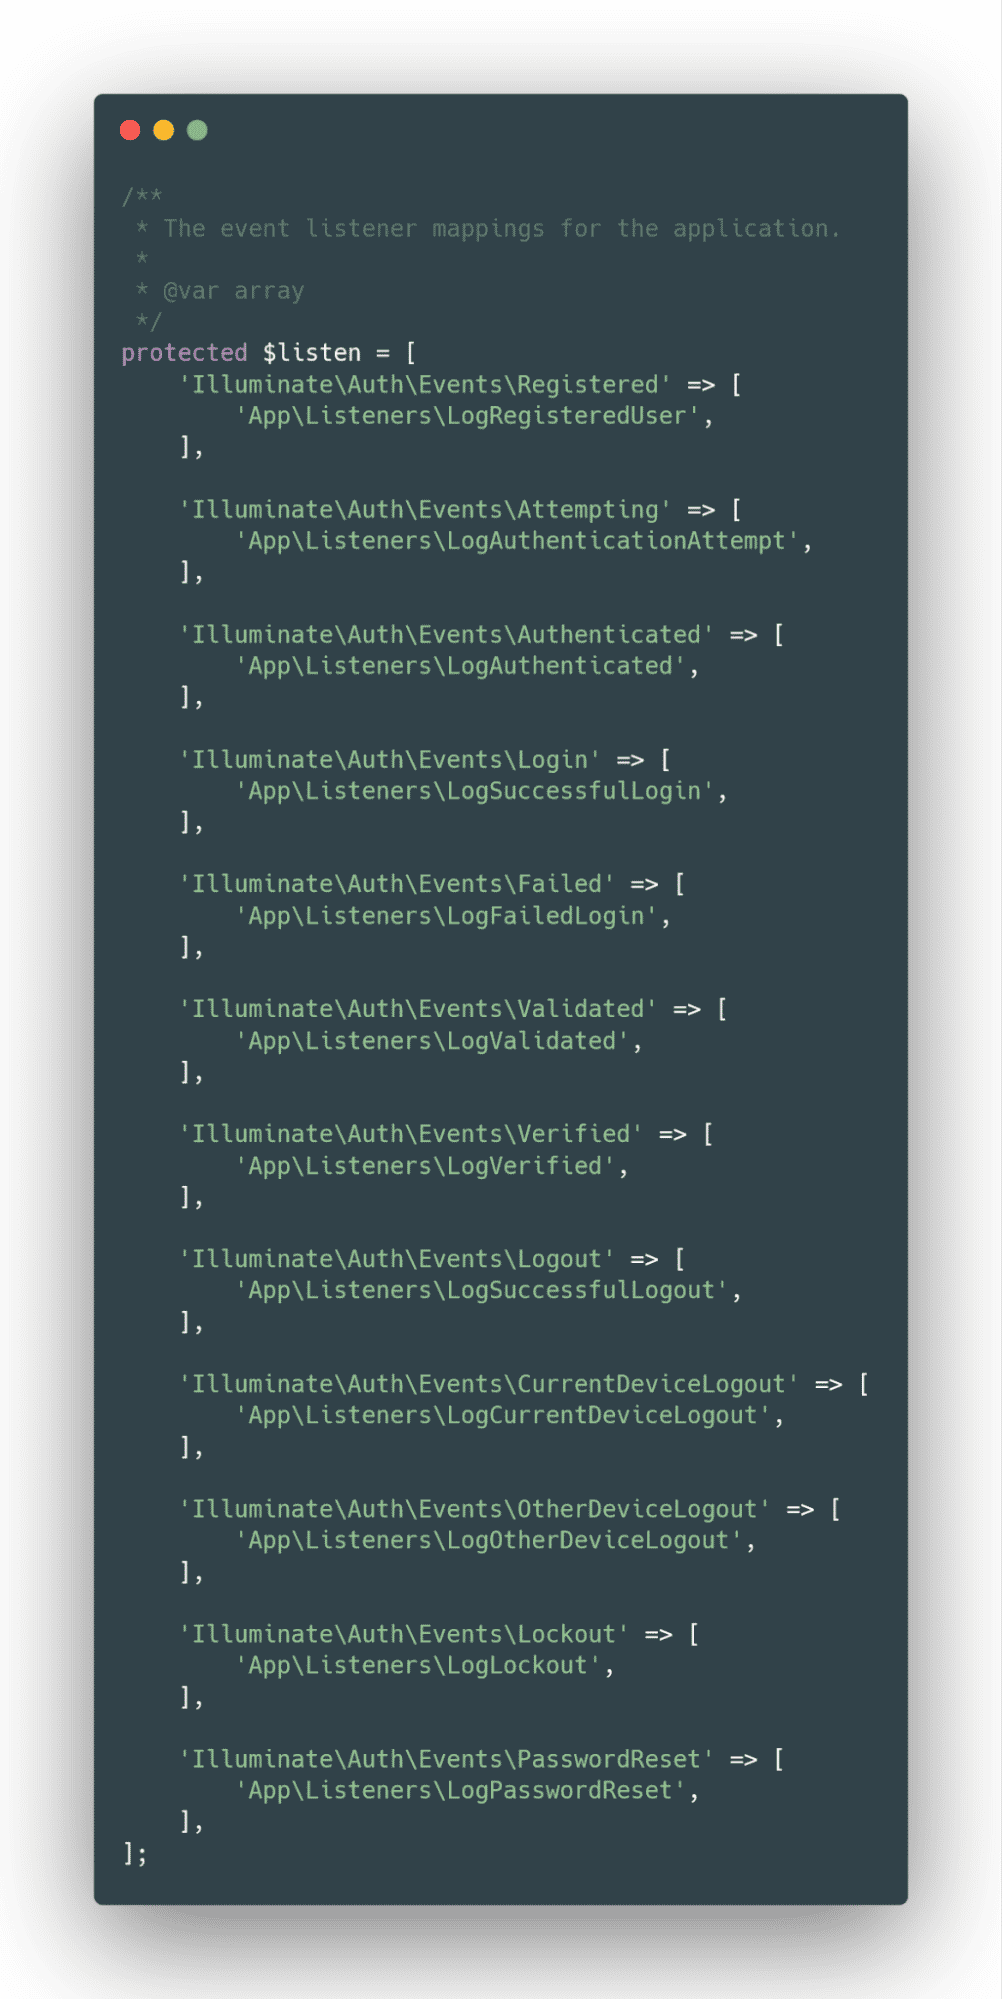 /**
 * The event listener mappings for the application.
 *
 * @var array
 */
protected $listen = [
    'Illuminate\Auth\Events\Registered' => [
        'App\Listeners\LogRegisteredUser',
    ],

    'Illuminate\Auth\Events\Attempting' => [
        'App\Listeners\LogAuthenticationAttempt',
    ],

    'Illuminate\Auth\Events\Authenticated' => [
        'App\Listeners\LogAuthenticated',
    ],

    'Illuminate\Auth\Events\Login' => [
        'App\Listeners\LogSuccessfulLogin',
    ],

    'Illuminate\Auth\Events\Failed' => [
        'App\Listeners\LogFailedLogin',
    ],

    'Illuminate\Auth\Events\Validated' => [
        'App\Listeners\LogValidated',
    ],

    'Illuminate\Auth\Events\Verified' => [
        'App\Listeners\LogVerified',
    ],

    'Illuminate\Auth\Events\Logout' => [
        'App\Listeners\LogSuccessfulLogout',
    ],

    'Illuminate\Auth\Events\CurrentDeviceLogout' => [
        'App\Listeners\LogCurrentDeviceLogout',
    ],

    'Illuminate\Auth\Events\OtherDeviceLogout' => [
        'App\Listeners\LogOtherDeviceLogout',
    ],

    'Illuminate\Auth\Events\Lockout' => [
        'App\Listeners\LogLockout',
    ],

    'Illuminate\Auth\Events\PasswordReset' => [
        'App\Listeners\LogPasswordReset',
    ],
];